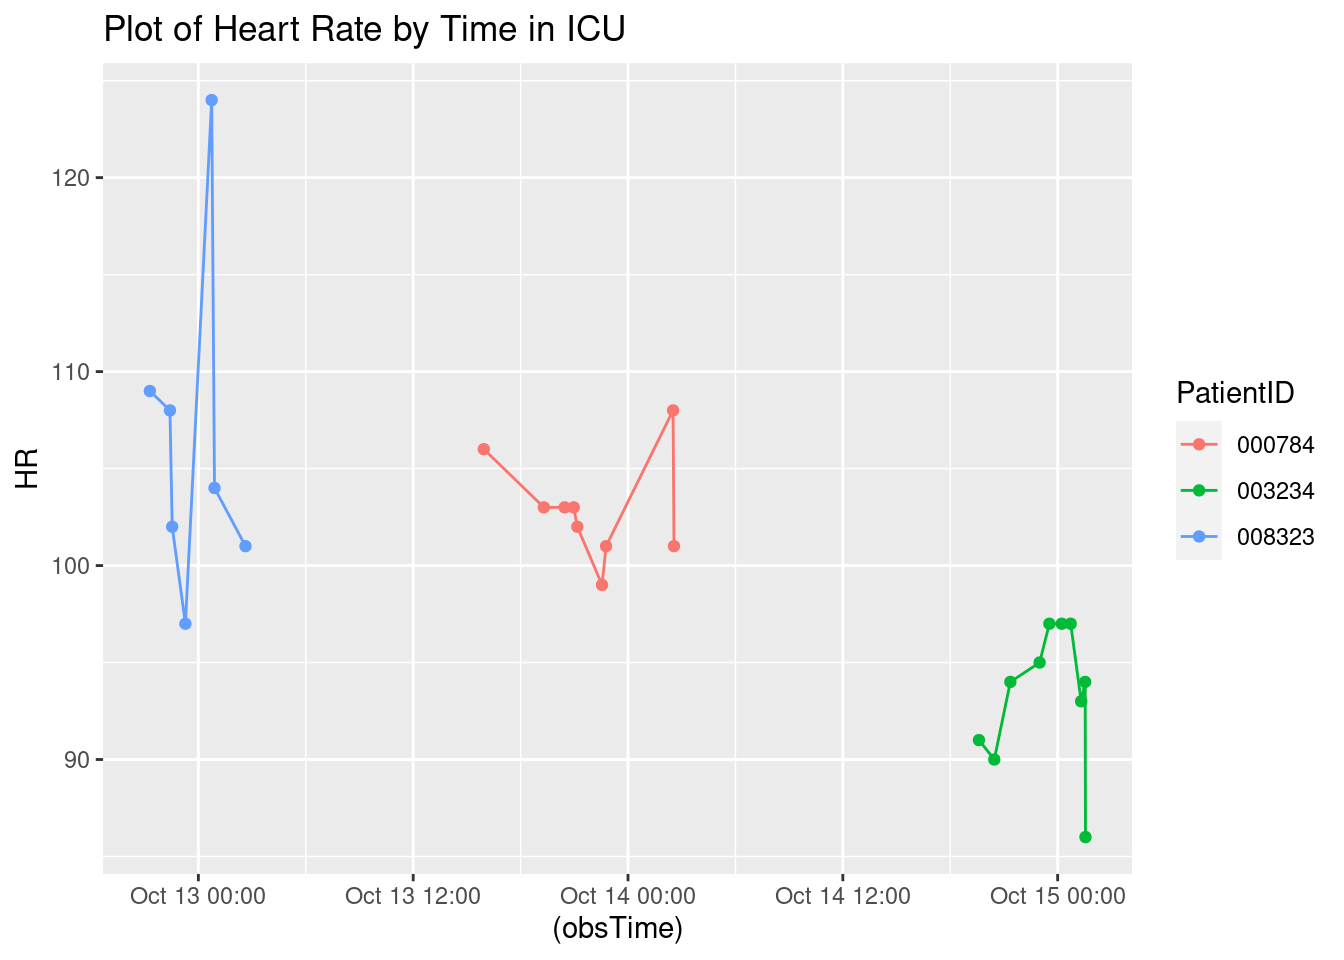 Plot of Heart Rate by Time in ICU
120
110
100
90
HR
Oct 13 00:00
Oct 13 12:00
Oct 14 00:00
Oct 14 12:00
Oct 15 00:00
(obsTime)
PatientID
000784
003234
008323